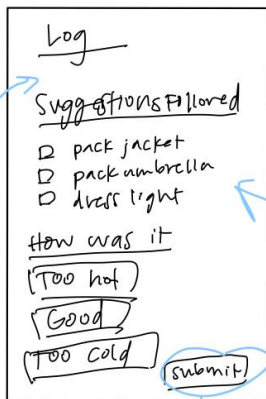 Log
Suggestions Followed
pack jacket
pack umbrella
dress light
How was it
Too hot
Good
Too cold
submit